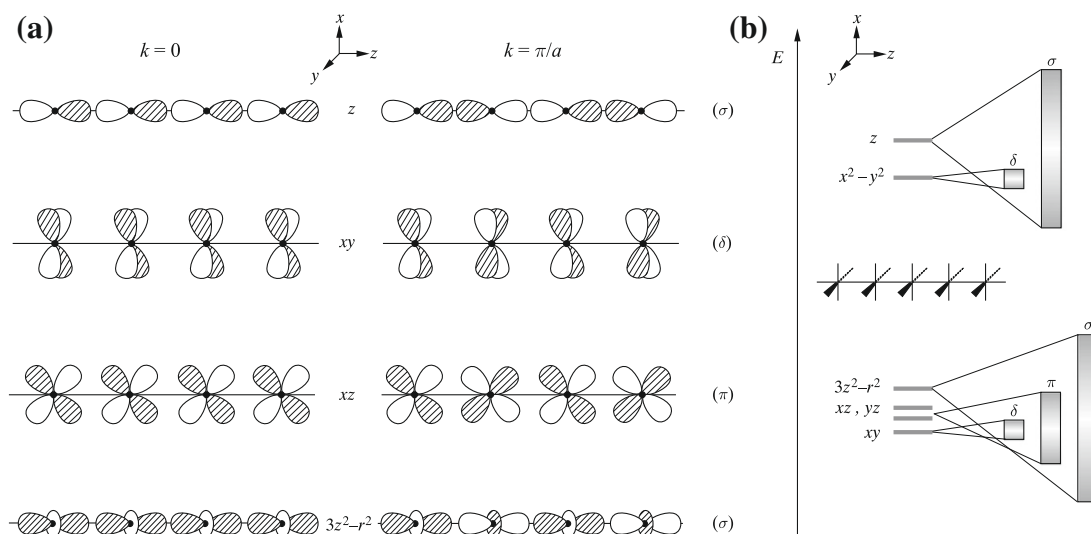 (a)
k = 0
x
y
z
k = π/a
z
(σ)
xy
(δ)
xz
(π)
3z²–r²
(σ)
(b)
E
x
y
z
σ
z
δ
x² – y²
σ
3z²–r²
π
xz , yz
δ
xy